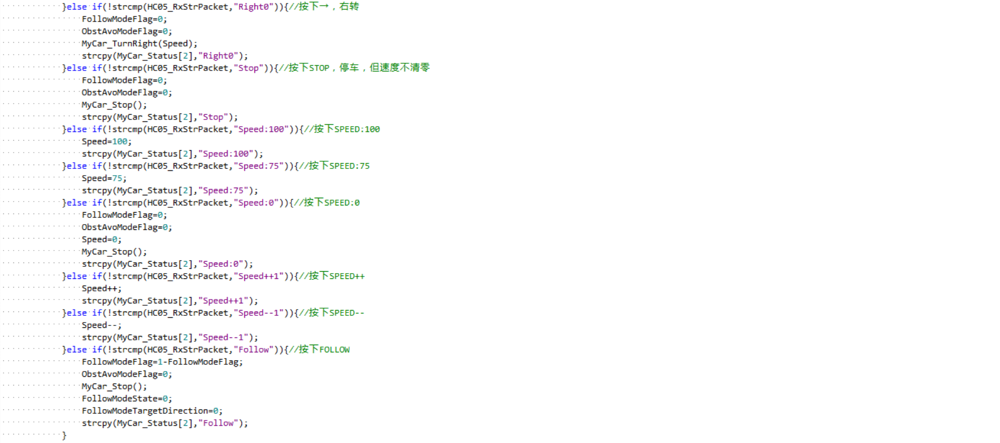 }else if(!strcmp(HC05_RxStrPacket,"Right0")){//按下→，右转
FollowModeFlag=0;
ObstAvoModeFlag=0;
MyCar_TurnRight(Speed);
strcpy(MyCar_Status[2],"Right0");
}else if(!strcmp(HC05_RxStrPacket,"Stop")){//按下STOP，停车，但速度不清零
FollowModeFlag=0;
ObstAvoModeFlag=0;
MyCar_Stop();
strcpy(MyCar_Status[2],"Stop");
}else if(!strcmp(HC05_RxStrPacket,"Speed:100")){//按下SPEED:100
Speed=100;
strcpy(MyCar_Status[2],"Speed:100");
}else if(!strcmp(HC05_RxStrPacket,"Speed:75")){//按下SPEED:75
Speed=75;
strcpy(MyCar_Status[2],"Speed:75");
}else if(!strcmp(HC05_RxStrPacket,"Speed:0")){//按下SPEED:0
FollowModeFlag=0;
ObstAvoModeFlag=0;
Speed=0;
MyCar_Stop();
strcpy(MyCar_Status[2],"Speed:0");
}else if(!strcmp(HC05_RxStrPacket,"Speed++1")){//按下SPEED++
Speed++;
strcpy(MyCar_Status[2],"Speed++1");
}else if(!strcmp(HC05_RxStrPacket,"Speed--1")){//按下SPEED--
Speed--;
strcpy(MyCar_Status[2],"Speed--1");
}else if(!strcmp(HC05_RxStrPacket,"Follow")){//按下FOLLOW
FollowModeFlag=1-FollowModeFlag;
ObstAvoModeFlag=0;
MyCar_Stop();
FollowModeState=0;
FollowModeTargetDirection=0;
strcpy(MyCar_Status[2],"Follow");
}